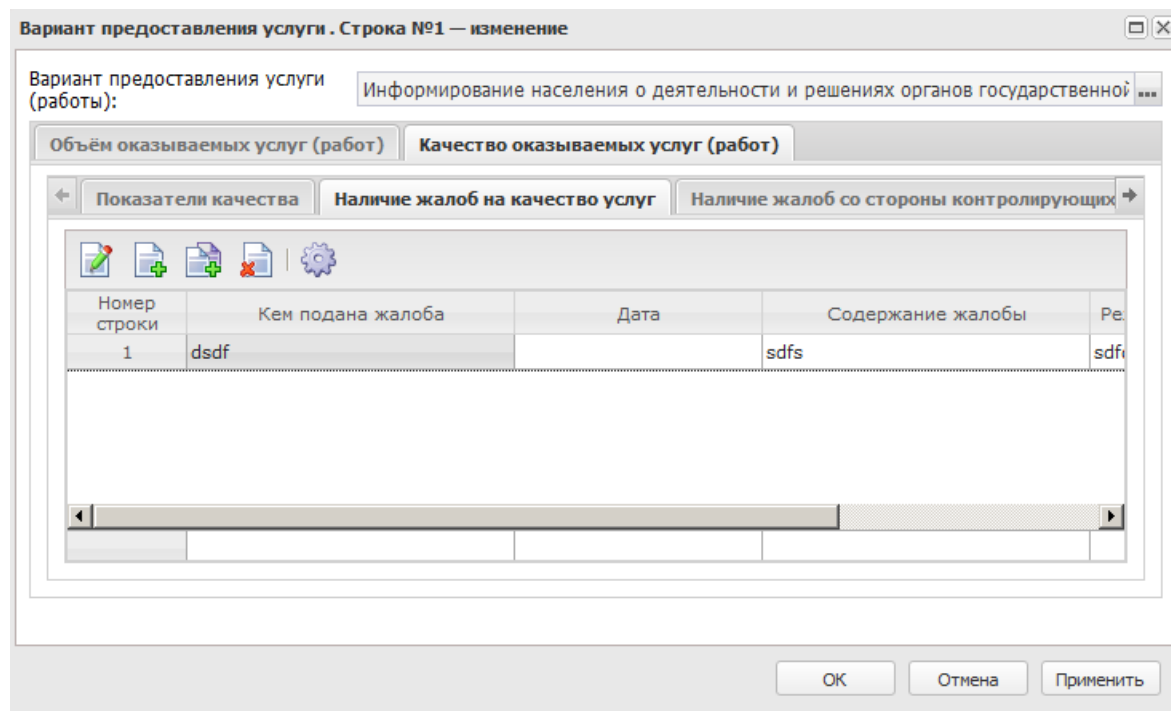 Вариант предоставления услуги . Строка №1 — изменение
Вариант предоставления услуги
(работы):
Информирование населения о деятельности и решениях органов государственной
Объём оказываемых услуг (работ)
Качество оказываемых услуг (работ)
Показатели качества
Наличие жалоб на качество услуг
Наличие жалоб со стороны контролирующих
Номер
строки
Кем подана жалоба
Дата
Содержание жалобы
1
dsdf
sdfs
ОК
Отмена
Применить